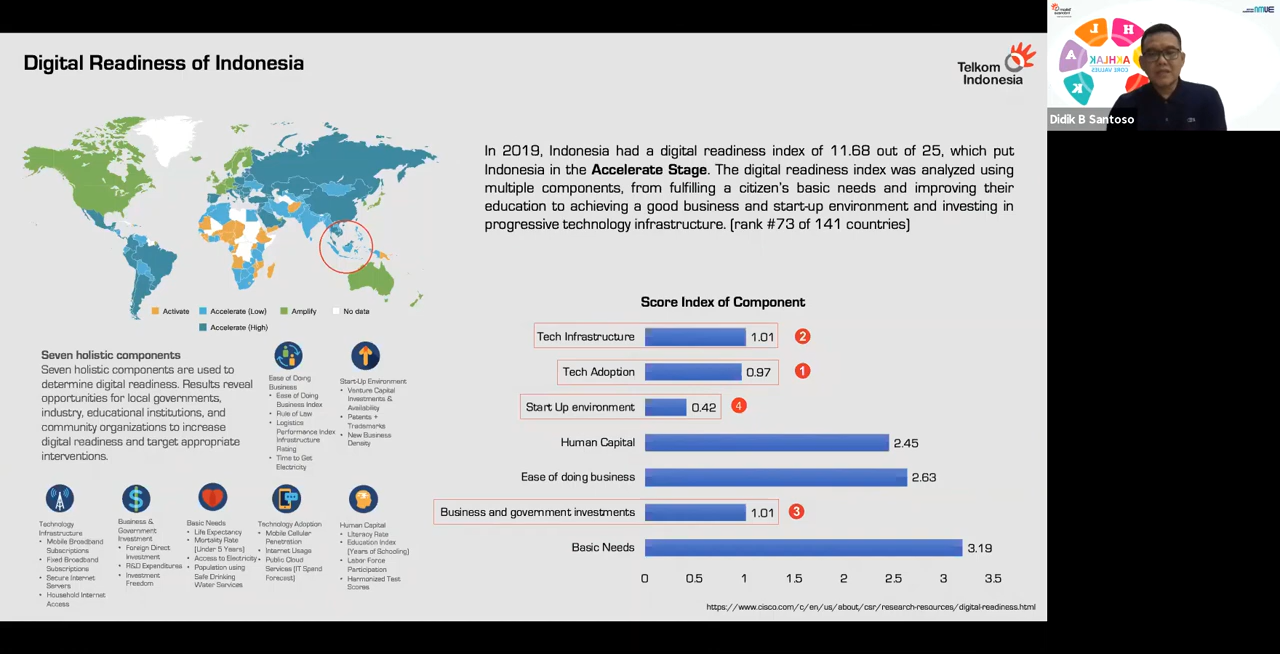 Digital Readiness of Indonesia
Telkom
Indonesia
In 2019, Indonesia had a digital readiness index of 11.68 out of 25, which put
Indonesia in the Accelerate Stage. The digital readiness index was analyzed using
multiple components, from fulfilling a citizen's basic needs and improving their
education to achieving a good business and start-up environment and investing in
progressive technology infrastructure. (rank #73 of 141 countries)
Activate
Accelerate (Low)
Amplify
No data
Accelerate (High)
Seven holistic components
Seven holistic components are used to
determine digital readiness. Results reveal
opportunities for local governments,
industry, educational institutions, and
community organizations to increase
digital readiness and target appropriate
interventions.
Ease of Doing
Business
• Ease of Doing
Business Index
• Rule of Law
• Logistics
Performance Index
Infrastructure
Rating
• Time to Get
Electricity
Start-Up Environment
• Venture Capital
Investments &
Availability
• Patents +
Trademarks
• New Business
Density
Technology
Infrastructure
• Mobile Broadband
Subscriptions
• Fixed Broadband
Subscriptions
• Secure Internet
Servers
• Household Internet
Access
Business &
Government
Investment
• Foreign Direct
Investment
• R&D Expenditures
• Investment
Freedom
Basic Needs
• Life Expectancy
• Mortality Rate
(Under 5 Years)
• Access to Electricity
• Population using
Safe Drinking
Water Services
Technology Adoption
• Mobile Cellular
Penetration
• Internet Usage
• Public Cloud
Services (IT Spend
Forecast)
Human Capital
• Literacy Rate
• Education Index
(Years of Schooling)
• Labor Force
Participation
• Harmonized Test
Scores
Score Index of Component
Tech Infrastructure 1.01 2
Tech Adoption 0.97 1
Start Up environment 0.42 4
Human Capital 2.45
Ease of doing business 2.63
Business and government investments 1.01 3
Basic Needs 3.19
0 0.5 1 1.5 2 2.5 3 3.5
https://www.cisco.com/c/en/us/about/csr/research-resources/digital-readiness.html
J H
A
K
AKHLAK
CORE VALUES
Didik B Santoso